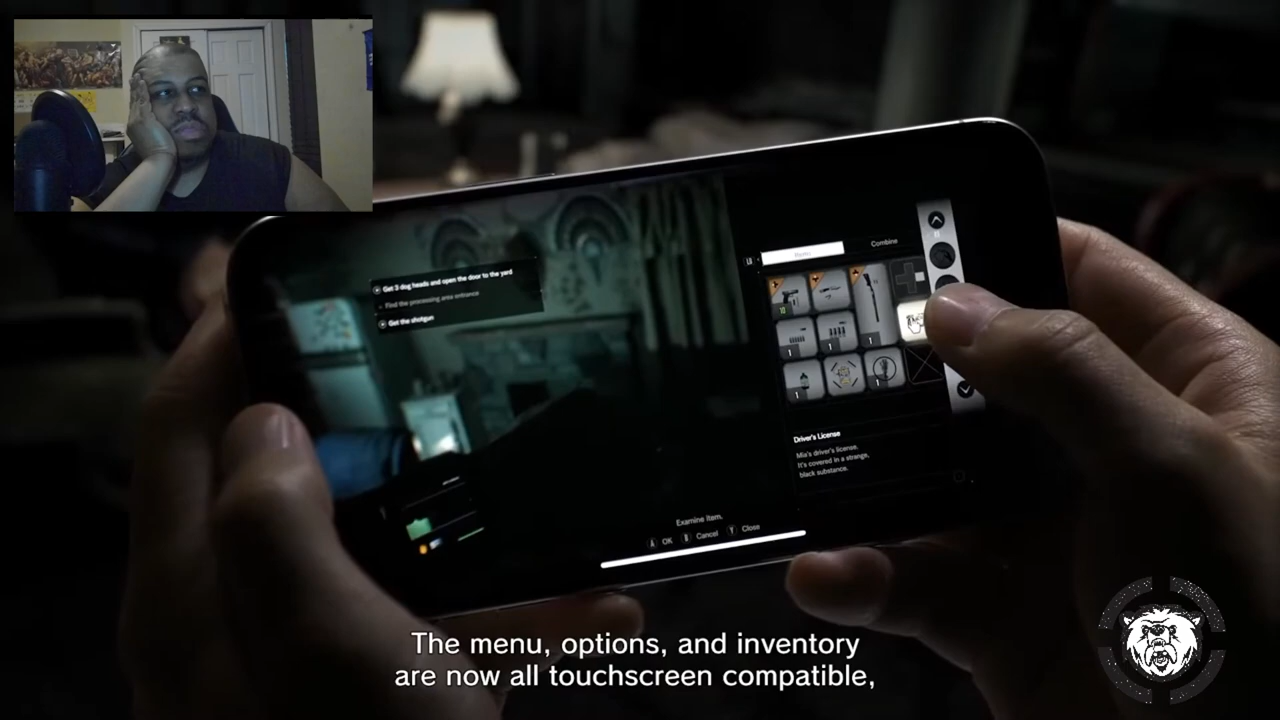 Get 3 dog heads and open the door to the yard
Find the processing area entrance
Get the shotgun
Combine
Driver's License
Mia's driver's license.
It's covered in a strange,
black substance.
Examine item.
OK Cancel Close
The menu, options, and inventory
are now all touchscreen compatible,